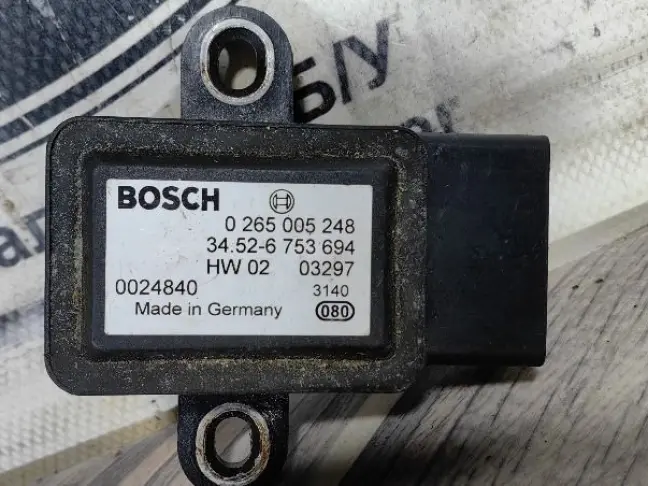 Б/У
BOSCH
0 265 005 248
34.52-6 753 694
HW 02 03297
0024840 3140
Made in Germany 080